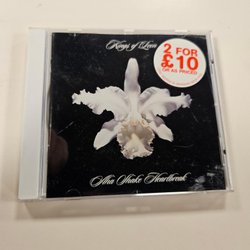 Kings of Leon
2 FOR
£10
OR AS PRICED
Aha Shake Heartbreak